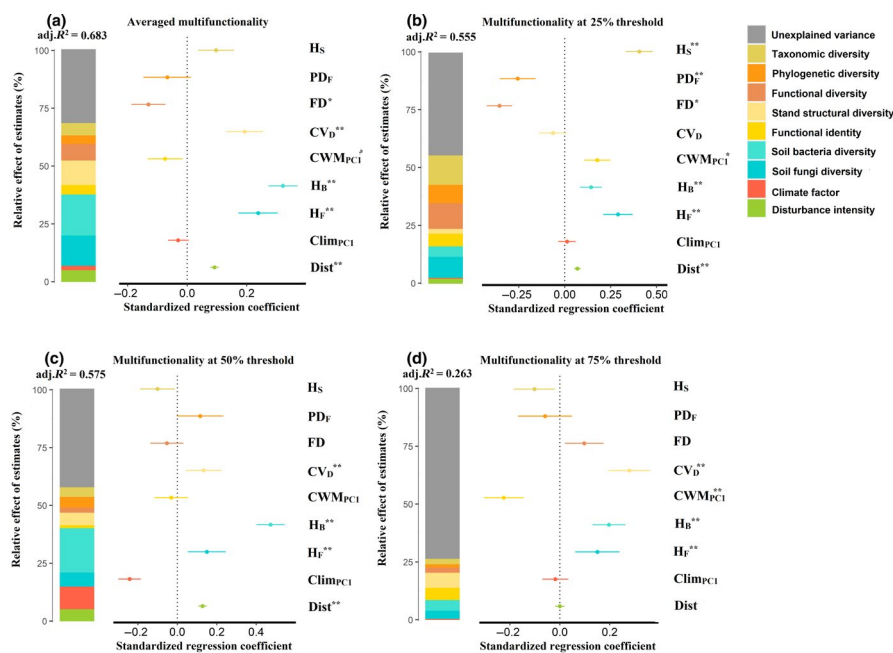 (a)
Averaged multifunctionality
adj.R² = 0.683
Relative effect of estimates (%)
100
75
50
25
0
H_S
PD_F
FD*
CV_D**
CWM_PC1#
H_B**
H_F**
Clim_PC1
Dist**
−0.2 0.0 0.2
Standardized regression coefficient
(b)
Multifunctionality at 25% threshold
adj.R² = 0.555
Relative effect of estimates (%)
100
75
50
25
0
H_S**
PD_F**
FD*
CV_D
CWM_PC1*
H_B**
H_F**
Clim_PC1
Dist**
−0.25 0.00 0.25 0.50
Standardized regression coefficient
Unexplained variance
Taxonomic diversity
Phylogenetic diversity
Functional diversity
Stand structural diversity
Functional identity
Soil bacteria diversity
Soil fungi diversity
Climate factor
Disturbance intensity
(c)
Multifunctionality at 50% threshold
adj.R² = 0.575
Relative effect of estimates (%)
100
75
50
25
0
H_S
PD_F
FD
CV_D**
CWM_PC1
H_B**
H_F**
Clim_PC1
Dist**
−0.2 0.0 0.2 0.4
Standardized regression coefficient
(d)
Multifunctionality at 75% threshold
adj.R² = 0.263
Relative effect of estimates (%)
100
75
50
25
0
H_S
PD_F
FD
CV_D**
CWM_PC1**
H_B**
H_F**
Clim_PC1
Dist
−0.2 0.0 0.2
Standardized regression coefficient